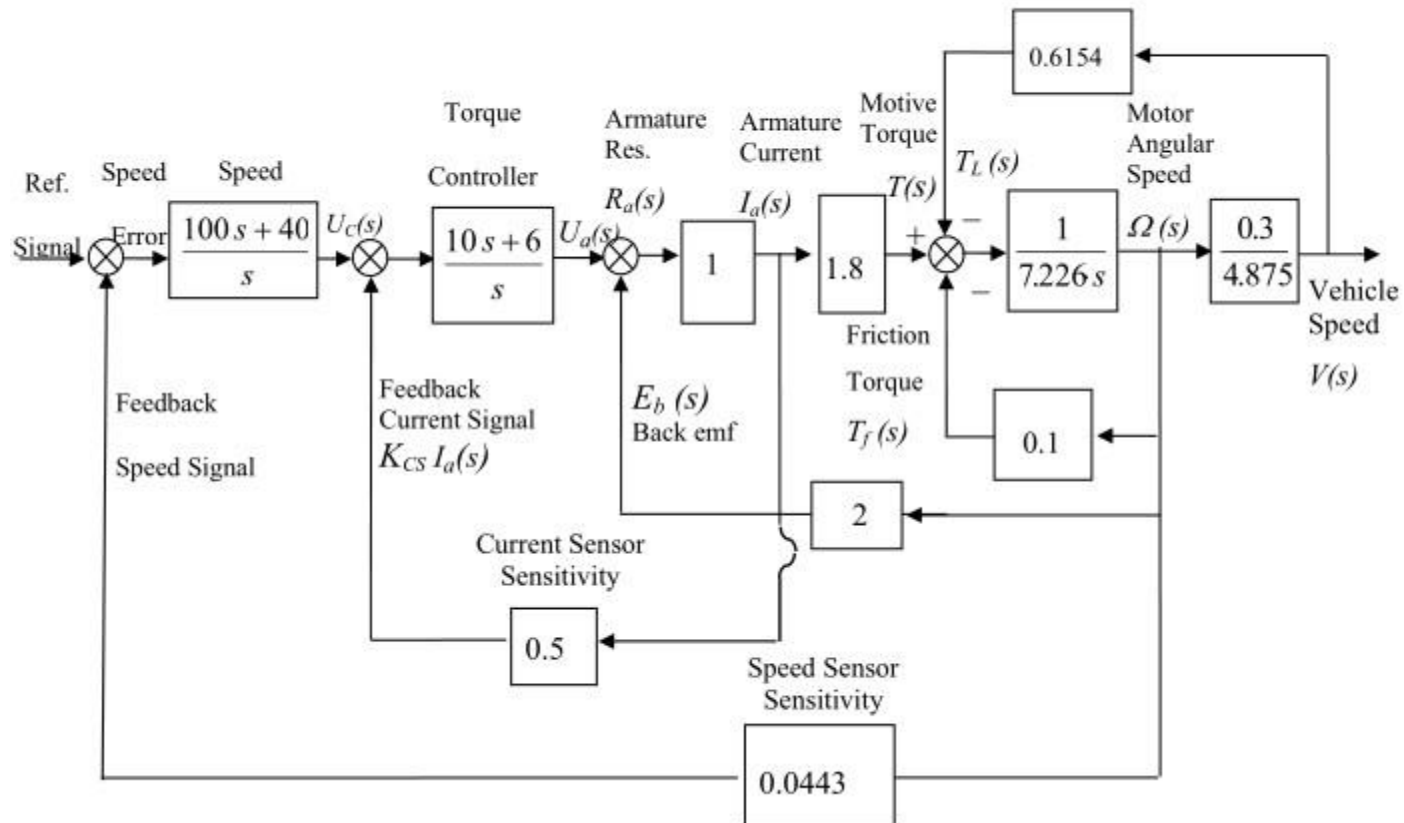 0.6154
Motive
Torque
Motor
Angular
Speed
Torque
Armature
Res.
Armature
Current
T_L (s)
Ref.
Speed
Speed
Controller
R_a(s)
I_a(s)
T(s)
Ω (s)
Signal
Error
100 s + 40
s
U_C(s)
10 s + 6
s
U_a(s)
1
1.8
+
−
−
1
7.226 s
0.3
4.875
Vehicle
Speed
V(s)
Friction
Torque
T_f (s)
Feedback
Speed Signal
Feedback
Current Signal
K_CS I_a(s)
E_b (s)
Back emf
0.1
2
Current Sensor
Sensitivity
0.5
Speed Sensor
Sensitivity
0.0443